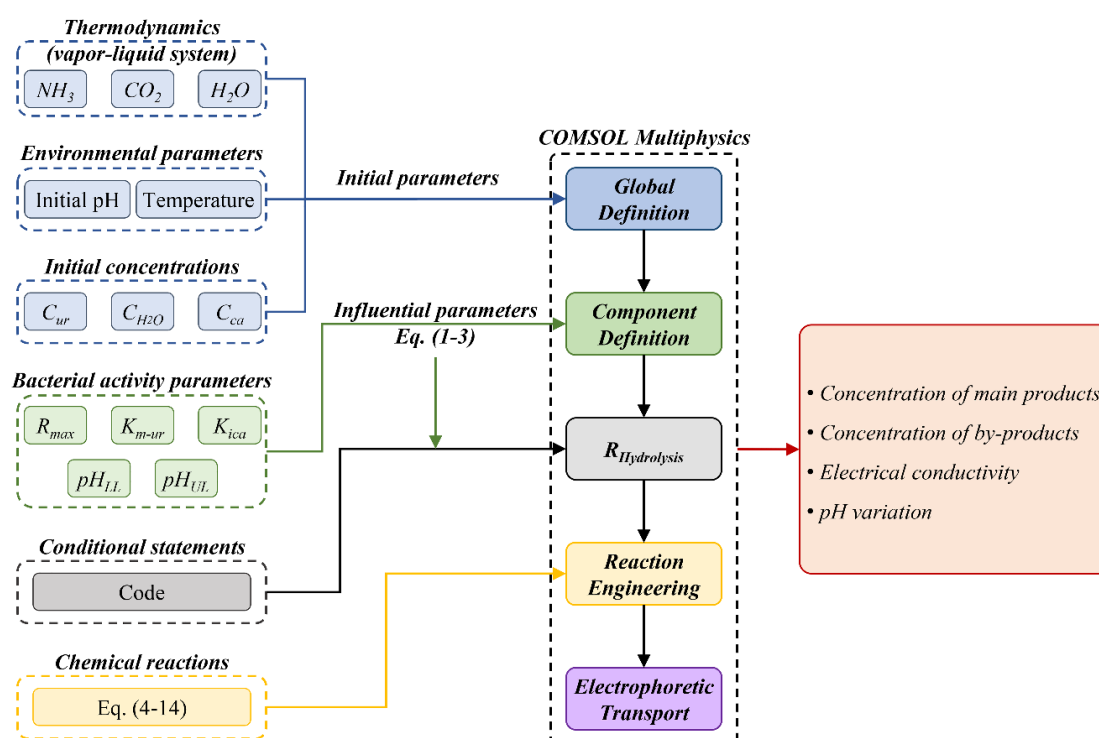 Thermodynamics
(vapor-liquid system)
NH3 CO2 H2O
Environmental parameters
Initial pH Temperature
Initial concentrations
Cur CH2O Cca
Bacterial activity parameters
Rmax Km-ur Kica
pHLL pHUL
Conditional statements
Code
Chemical reactions
Eq. (4-14)
Initial parameters
Influential parameters
Eq. (1-3)
COMSOL Multiphysics
Global
Definition
Component
Definition
RHydrolysis
Reaction
Engineering
Electrophoretic
Transport
• Concentration of main products
• Concentration of by-products
• Electrical conductivity
• pH variation